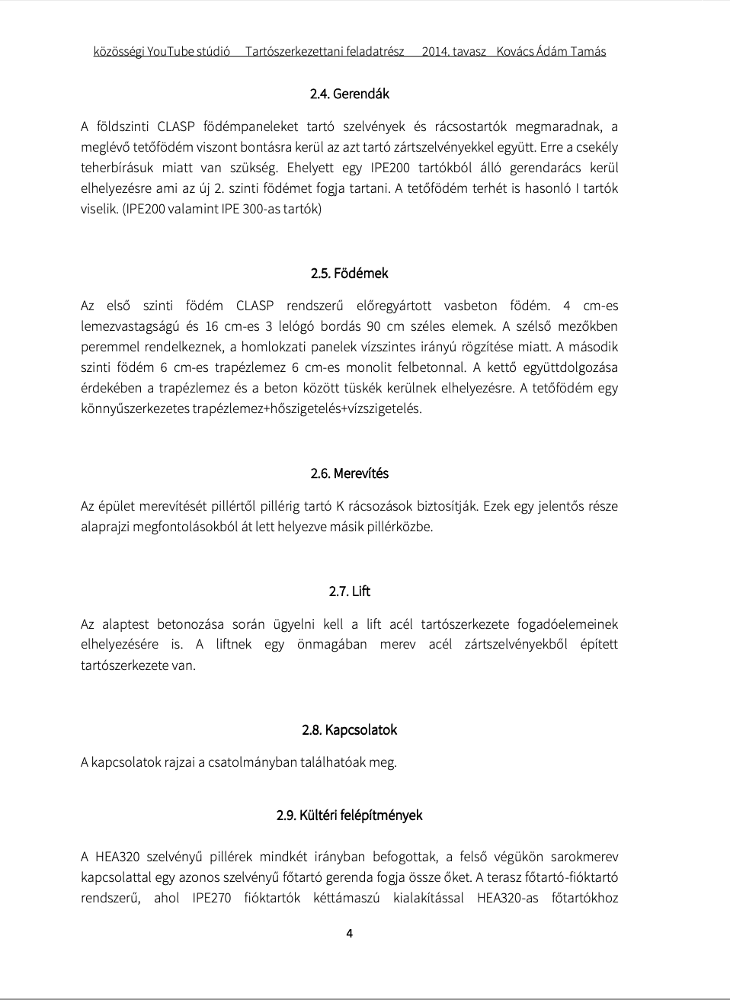 közösségi YouTube stúdió Tartószerkezettani feladatrész 2014. tavasz Kovács Ádám Tamás
2.4. Gerendák
A földszinti CLASP födémpaneleket tartó szelvények és rácsostartók megmaradnak, a
meglévő tetőfödém viszont bontásra kerül az azt tartó zártszelvényekkel együtt. Erre a csekély
teherbírásuk miatt van szükség. Ehelyett egy IPE200 tartókból álló gerendarács kerül
elhelyezésre ami az új 2. szinti födémet fogja tartani. A tetőfödém terhét is hasonló I tartók
viselik. (IPE200 valamint IPE 300-as tartók)
2.5. Födémek
Az első szinti födém CLASP rendszerű előregyártott vasbeton födém. 4 cm-es
lemezvastagságú és 16 cm-es 3 lelógó bordás 90 cm széles elemek. A szélső mezőkben
peremmel rendelkeznek, a homlokzati panelek vízszintes irányú rögzítése miatt. A második
szinti födém 6 cm-es trapézlemez 6 cm-es monolit felbetonnal. A kettő együttdolgozása
érdekében a trapézlemez és a beton között tüskék kerülnek elhelyezésre. A tetőfödém egy
könnyűszerkezetes trapézlemez+hőszigetelés+vízszigetelés.
2.6. Merevítés
Az épület merevítését pillértől pillérig tartó K rácsozások biztosítják. Ezek egy jelentős része
alaprajzi megfontolásokból át lett helyezve másik pillérközbe.
2.7. Lift
Az alaptest betonozása során ügyelni kell a lift acél tartószerkezete fogadóelemeinek
elhelyezésére is. A liftnek egy önmagában merev acél zártszelvényekből épített
tartószerkezete van.
2.8. Kapcsolatok
A kapcsolatok rajzai a csatolmányban találhatóak meg.
2.9. Kültéri felépítmények
A HEA320 szelvényű pillérek mindkét irányban befogottak, a felső végükön sarokmerev
kapcsolattal egy azonos szelvényű főtartó gerenda fogja össze őket. A terasz főtartó-fióktartó
rendszerű, ahol IPE270 fióktartók kéttámaszú kialakítással HEA320-as főtartókhoz
4